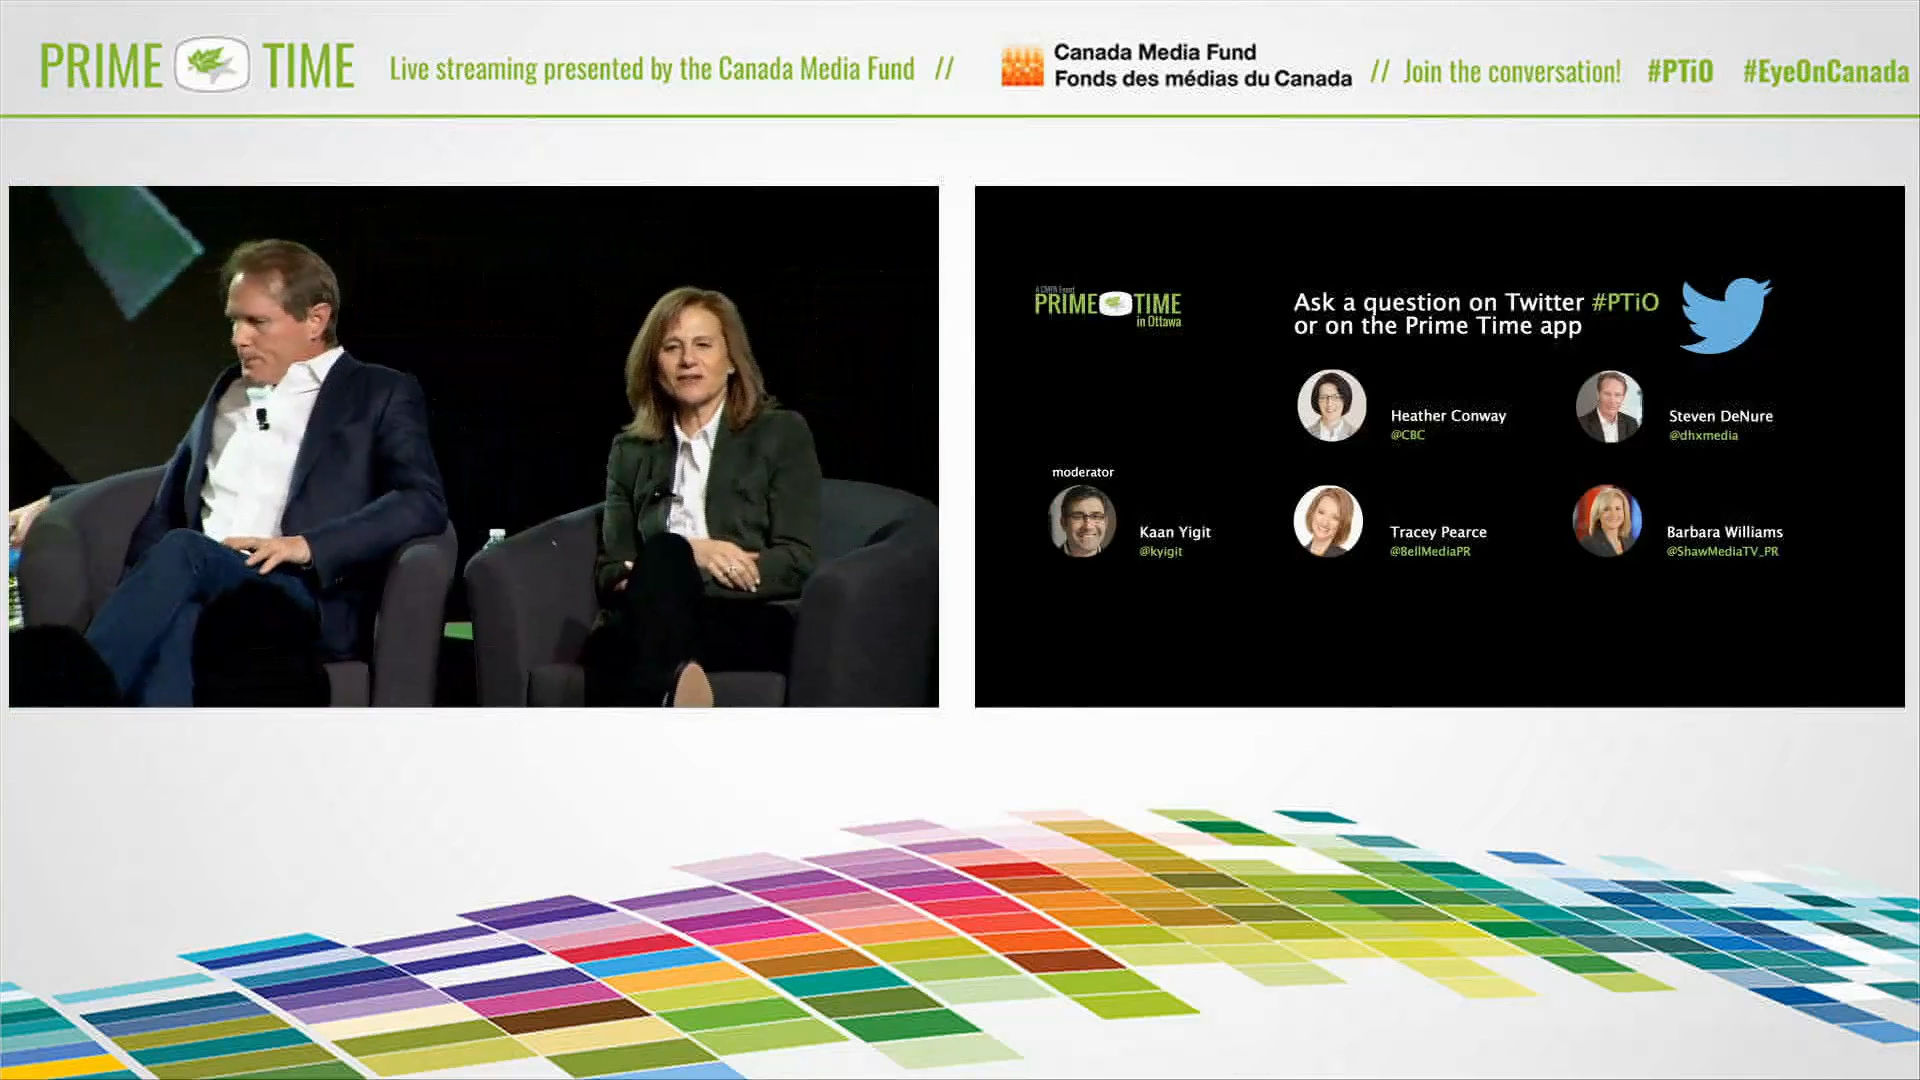 PRIME TIME
Live streaming presented by the Canada Media Fund //
Canada Media Fund
Fonds des médias du Canada
// Join the conversation! #PTiO #EyeOnCanada
PRIME TIME
in Ottawa
Ask a question on Twitter #PTiO
or on the Prime Time app
Heather Conway
@CBC
Steven DeNure
@dhxmedia
moderator
Kaan Yigit
@kyigit
Tracey Pearce
@BellMediaPR
Barbara Williams
@ShawMediaTV_PR